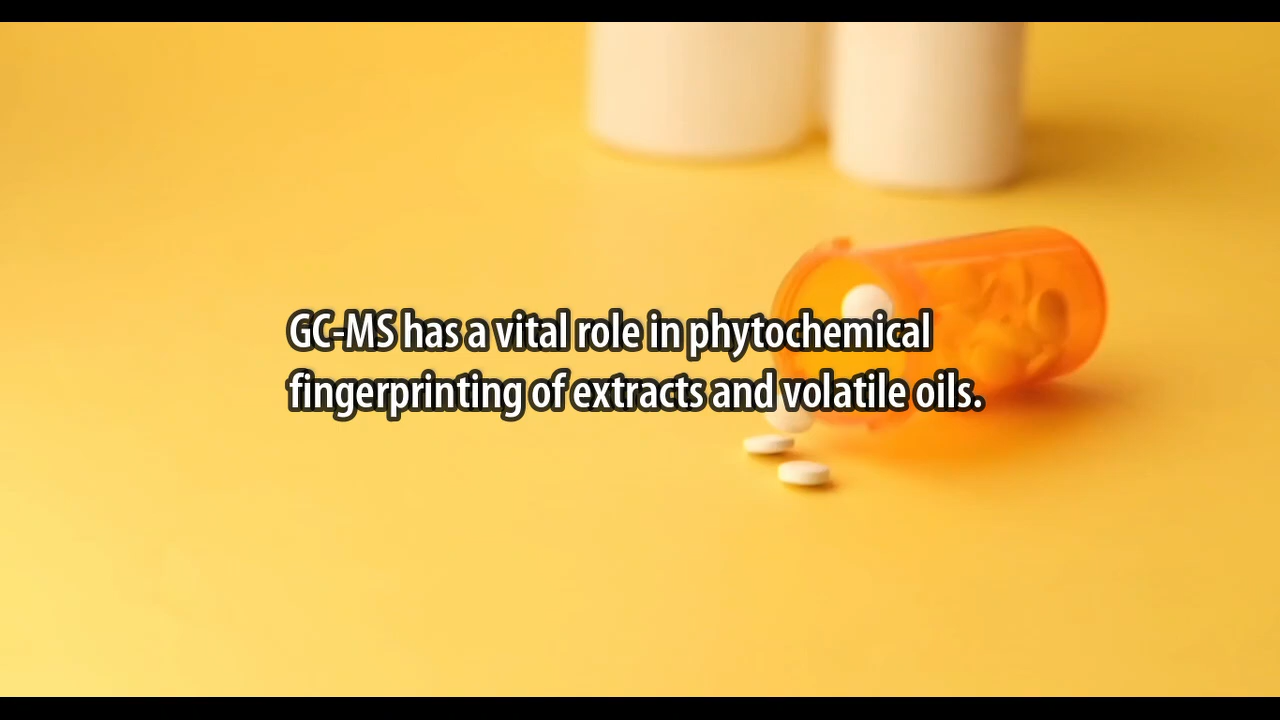 GC-MS has a vital role in phytochemical
fingerprinting of extracts and volatile oils.